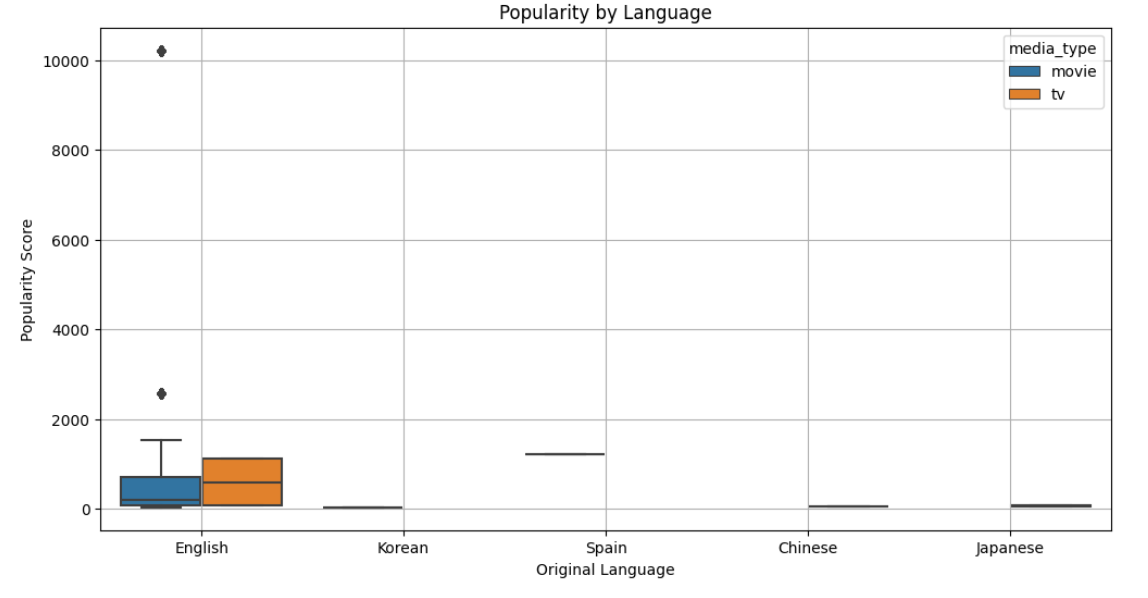 Popularity by Language
media_type
movie
tv
10000
8000
6000
4000
2000
0
Popularity Score
English Korean Spain Chinese Japanese
Original Language